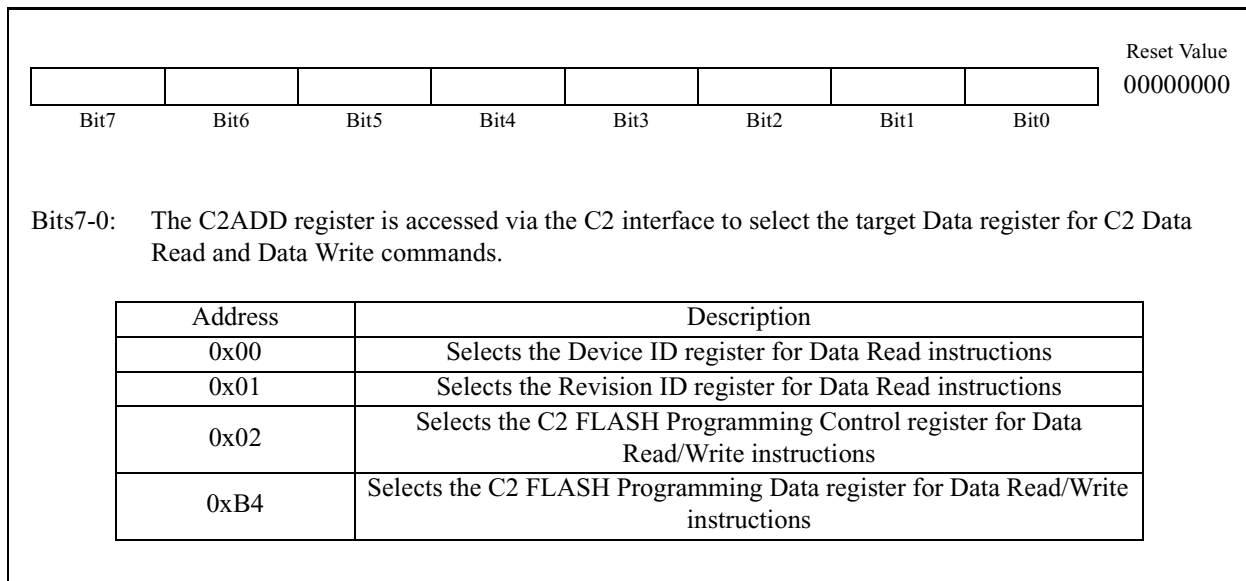 Reset Value
00000000
Bit7 Bit6 Bit5 Bit4 Bit3 Bit2 Bit1 Bit0
Bits7-0: The C2ADD register is accessed via the C2 interface to select the target Data register for C2 Data
Read and Data Write commands.
Address Description
0x00 Selects the Device ID register for Data Read instructions
0x01 Selects the Revision ID register for Data Read instructions
0x02 Selects the C2 FLASH Programming Control register for Data
Read/Write instructions
0xB4 Selects the C2 FLASH Programming Data register for Data Read/Write
instructions